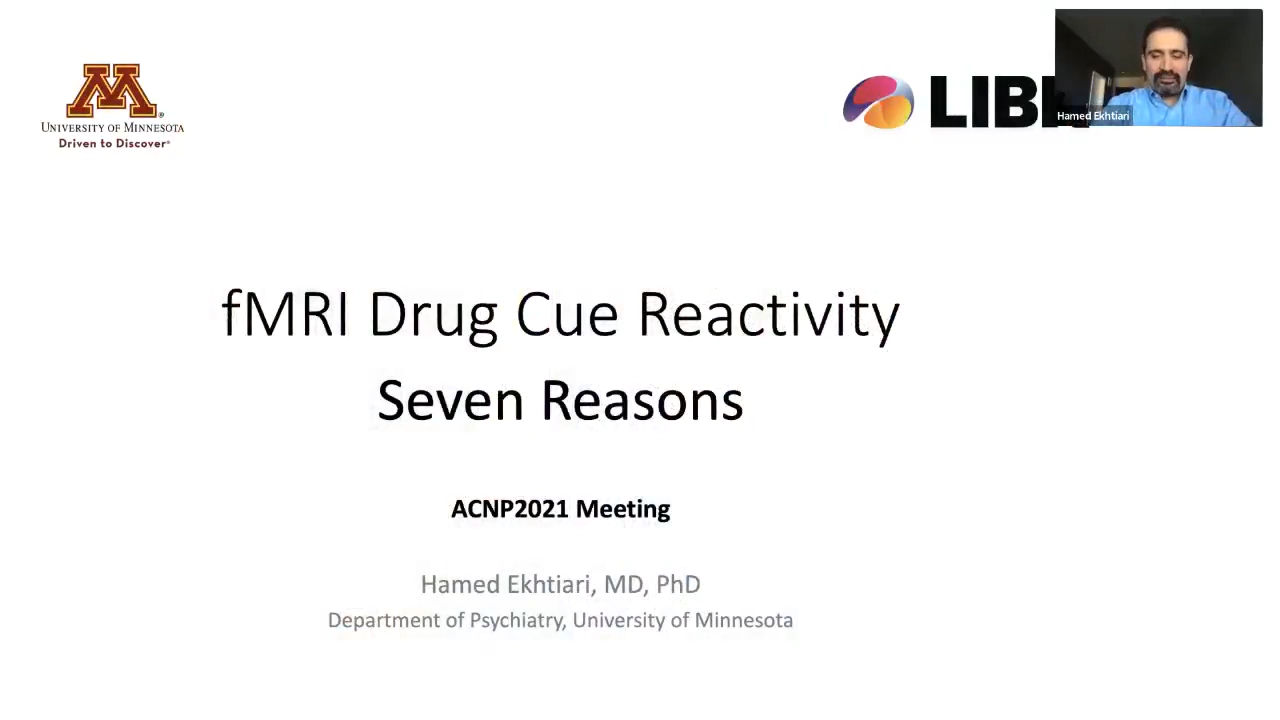 M
UNIVERSITY OF MINNESOTA
Driven to Discover®
Hamed Ekhtiari
fMRI Drug Cue Reactivity
Seven Reasons
ACNP2021 Meeting
Hamed Ekhtiari, MD, PhD
Department of Psychiatry, University of Minnesota